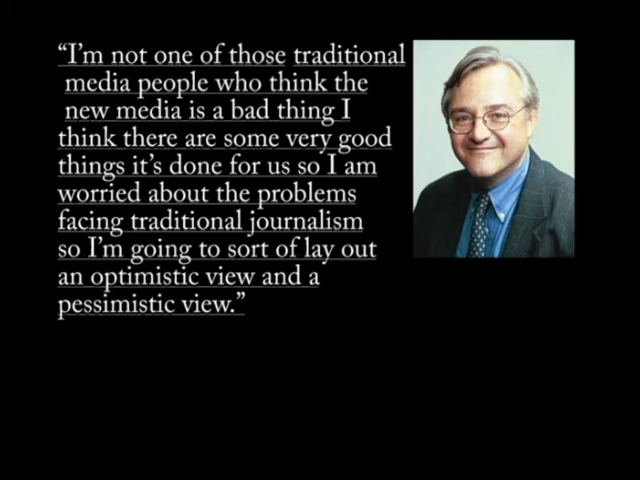 “I’m not one of those traditional
media people who think the
new media is a bad thing I
think there are some very good
things it’s done for us so I am
worried about the problems
facing traditional journalism
so I’m going to sort of lay out
an optimistic view and a
pessimistic view.”